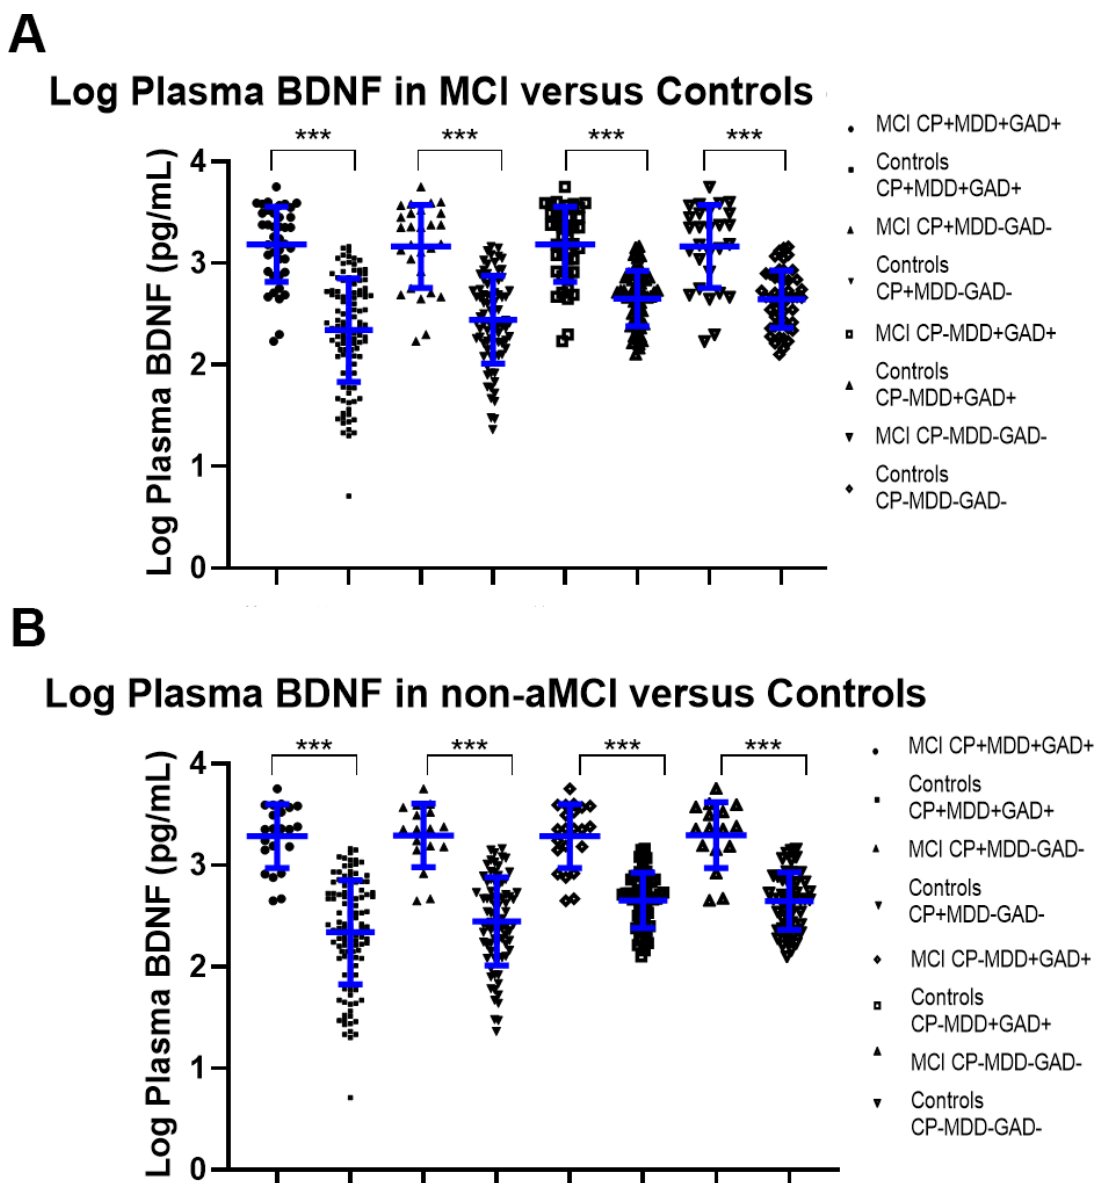 A
Log Plasma BDNF in MCI versus Controls
*** *** *** ***
Log Plasma BDNF (pg/mL)
4
3
2
1
0
MCI CP+MDD+GAD+
Controls
CP+MDD+GAD+
MCI CP+MDD-GAD-
Controls
CP+MDD-GAD-
MCI CP-MDD+GAD+
Controls
CP-MDD+GAD+
MCI CP-MDD-GAD-
Controls
CP-MDD-GAD-
B
Log Plasma BDNF in non-aMCI versus Controls
*** *** *** ***
Log Plasma BDNF (pg/mL)
4
3
2
1
0
MCI CP+MDD+GAD+
Controls
CP+MDD+GAD+
MCI CP+MDD-GAD-
Controls
CP+MDD-GAD-
MCI CP-MDD+GAD+
Controls
CP-MDD+GAD+
MCI CP-MDD-GAD-
Controls
CP-MDD-GAD-